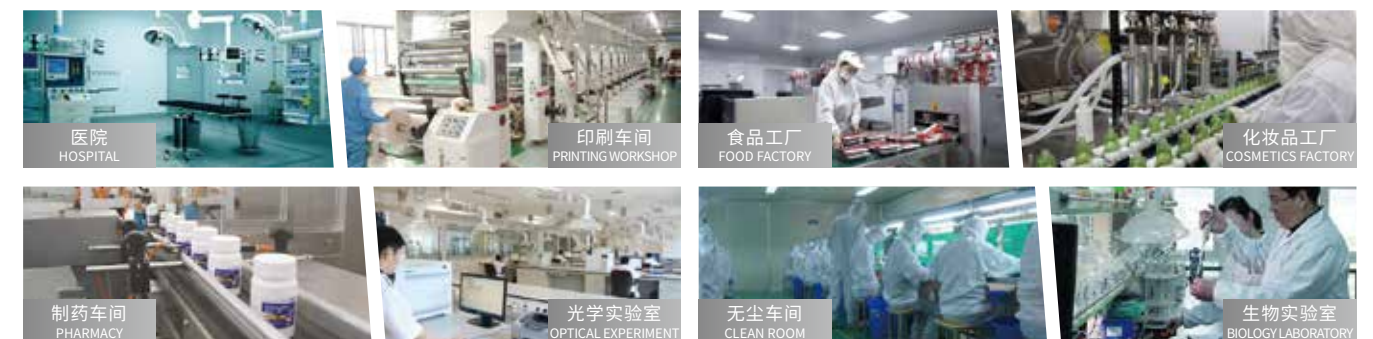 医院
HOSPITAL
印刷车间
PRINTING WORKSHOP
食品工厂
FOOD FACTORY
化妆品工厂
COSMETICS FACTORY
制药车间
PHARMACY
光学实验室
OPTICAL EXPERIMENT
无尘车间
CLEAN ROOM
生物实验室
BIOLOGY LABORATORY